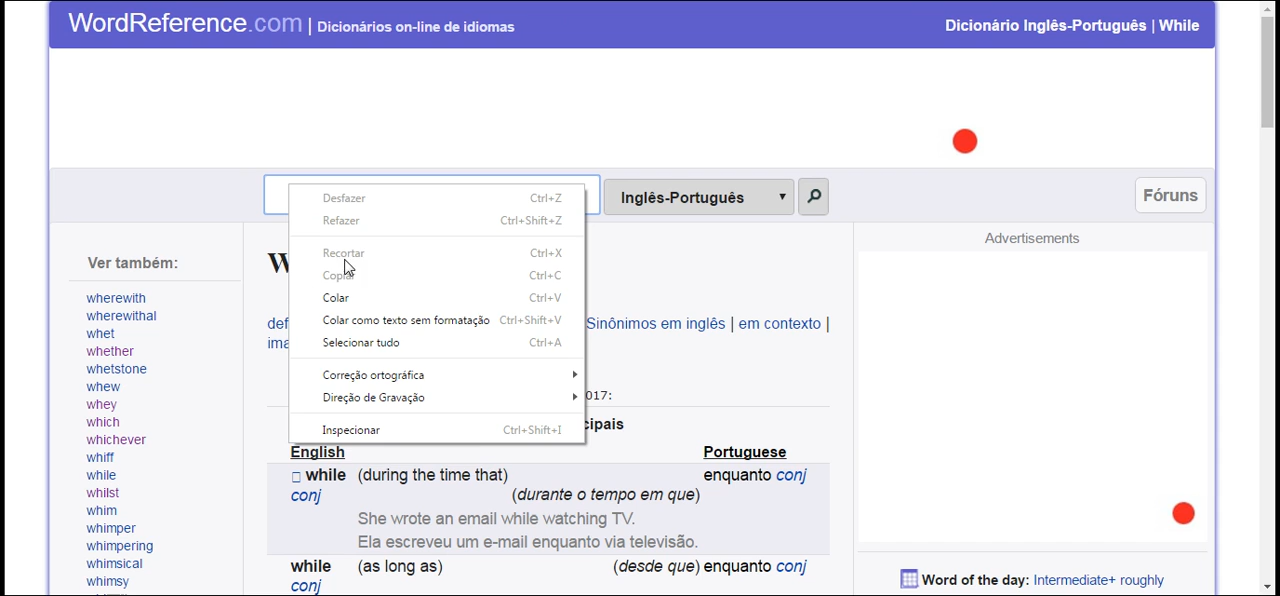 WordReference.com | Dicionários on-line de idiomas
Dicionário Inglês-Português | While
Inglês-Português
Fóruns
Desfazer Ctrl+Z
Refazer Ctrl+Shift+Z
Recortar Ctrl+X
Copiar Ctrl+C
Colar Ctrl+V
Colar como texto sem formatação Ctrl+Shift+V
Selecionar tudo Ctrl+A
Correção ortográfica
Direção de Gravação
Inspecionar Ctrl+Shift+I
Ver também:
wherewith
wherewithal
whet
whether
whetstone
whew
whey
which
whichever
whiff
while
whilst
whim
whimper
whimpering
whimsical
whimsy
W
def
Sinônimos em inglês | em contexto |
ima
017:
cipais
English Portuguese
while (during the time that) enquanto conj
conj (durante o tempo em que)
She wrote an email while watching TV.
Ela escreveu um e-mail enquanto via televisão.
while (as long as) (desde que) enquanto conj
conj
Advertisements
Word of the day: Intermediate+ roughly